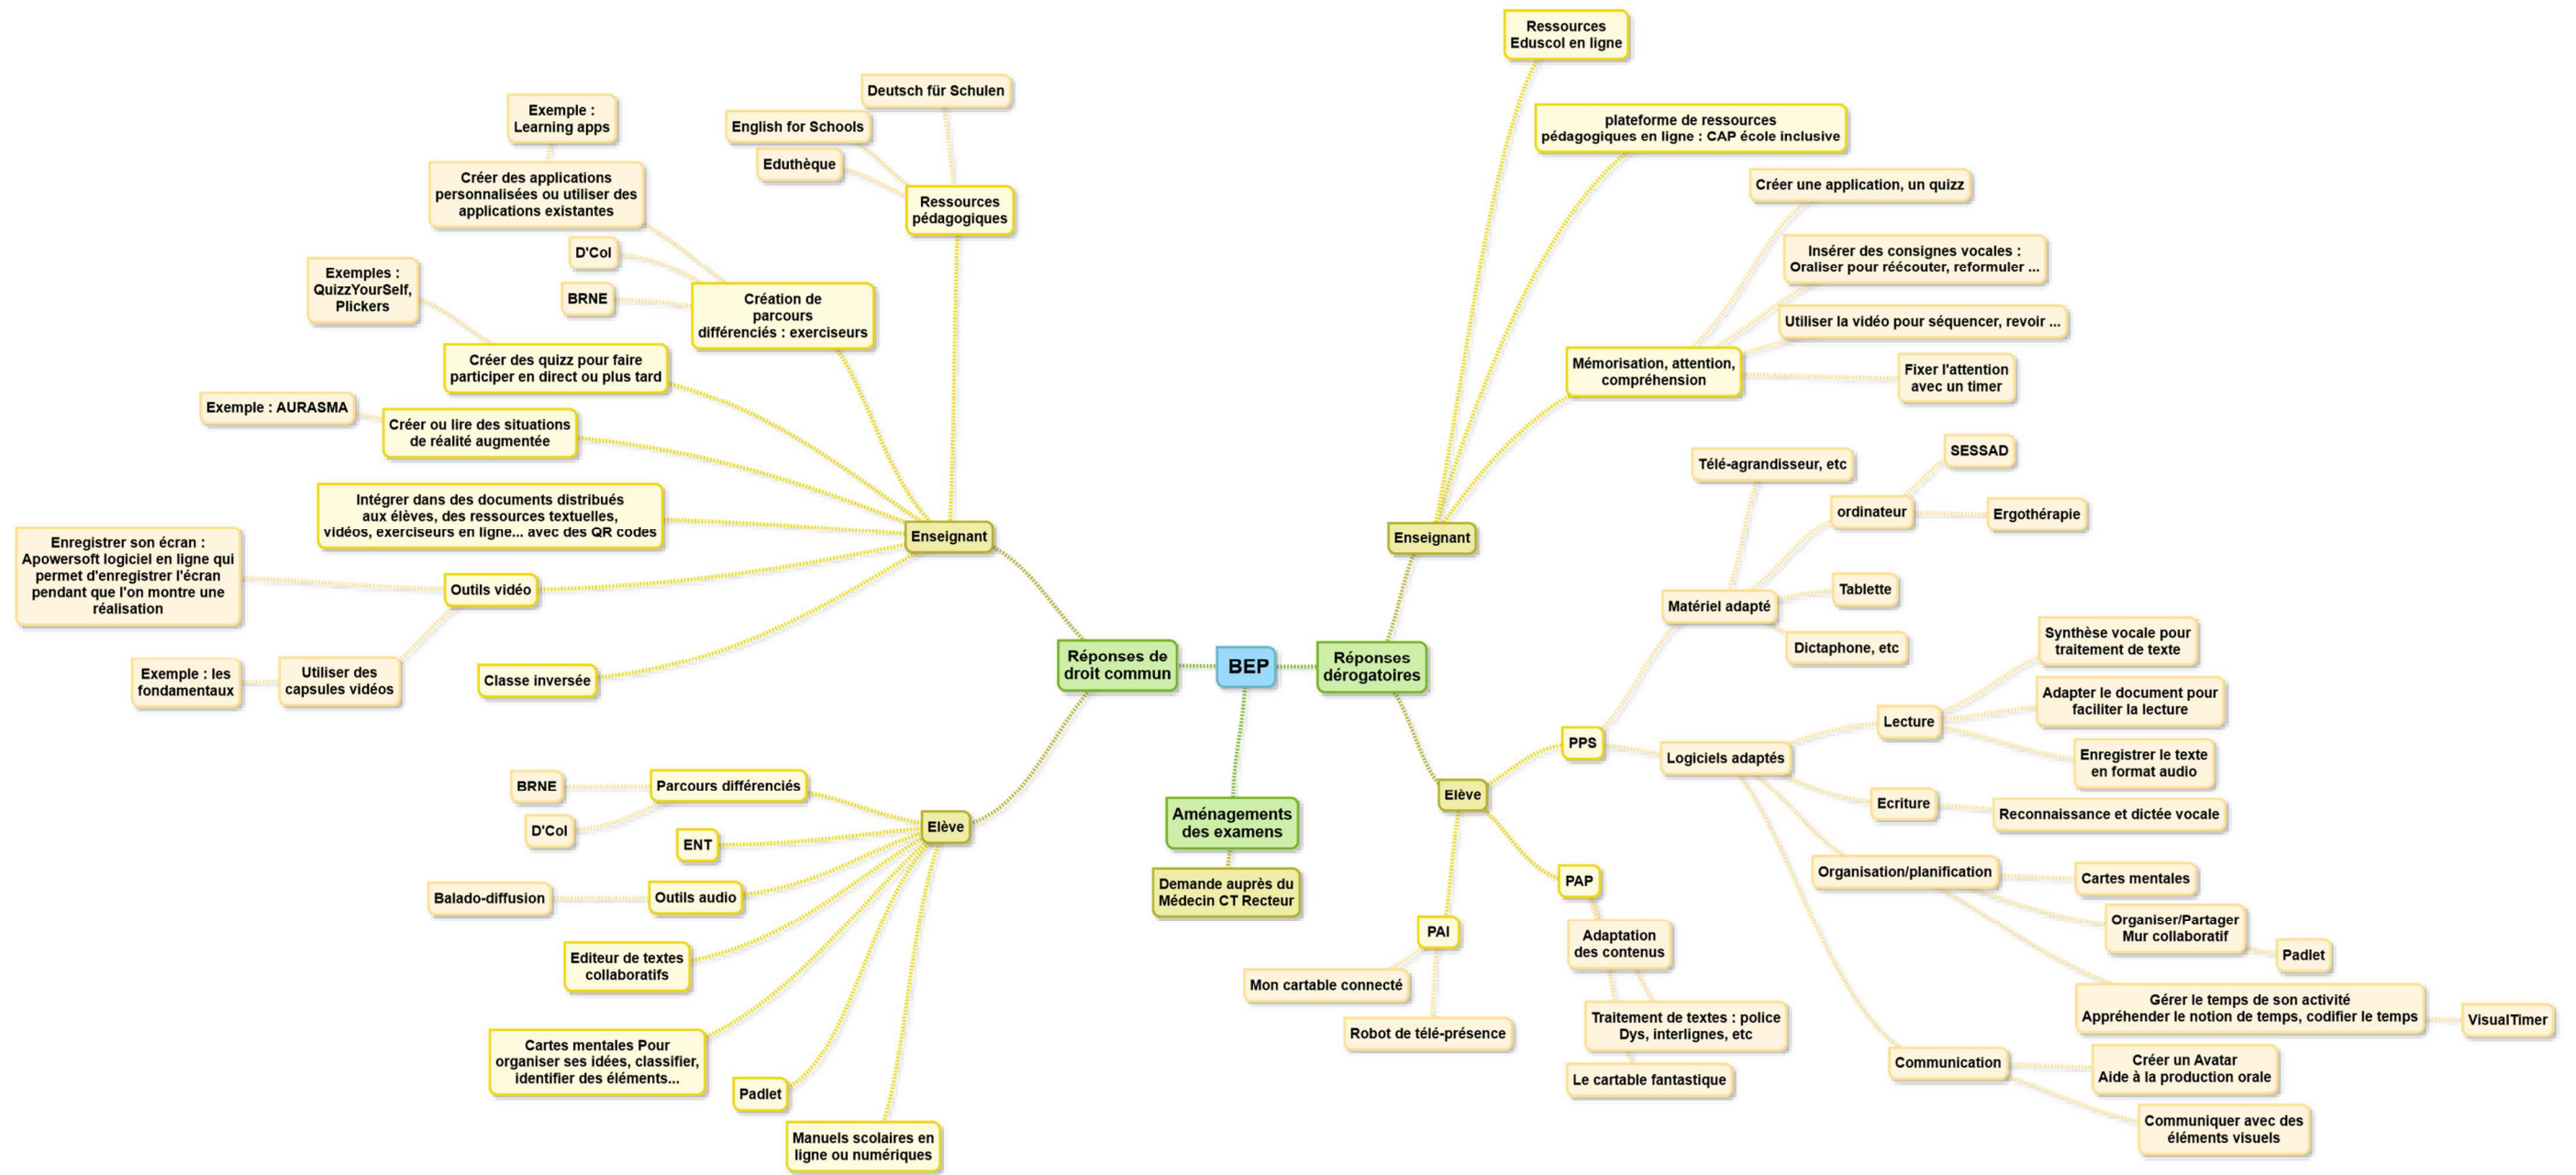 BEP
Réponses de
droit commun
Enseignant
Ressources
pédagogiques
Deutsch für Schulen
English for Schools
Eduthèque
Création de
parcours
différenciés : exerciseurs
Exemple :
Learning apps
Créer des applications
personnalisées ou utiliser des
applications existantes
D'Col
BRNE
Exemples :
QuizzYourSelf,
Plickers
Créer des quizz pour faire
participer en direct ou plus tard
Exemple : AURASMA
Créer ou lire des situations
de réalité augmentée
Intégrer dans des documents distribués
aux élèves, des ressources textuelles,
vidéos, exerciseurs en ligne... avec des QR codes
Enregistrer son écran :
Apowersoft logiciel en ligne qui
permet d'enregistrer l'écran
pendant que l'on montre une
réalisation
Outils vidéo
Exemple : les
fondamentaux
Utiliser des
capsules vidéos
Classe inversée
Elève
Parcours différenciés
BRNE
D'Col
ENT
Outils audio
Balado-diffusion
Editeur de textes
collaboratifs
Cartes mentales Pour
organiser ses idées, classifier,
identifier des éléments...
Padlet
Manuels scolaires en
ligne ou numériques
Aménagements
des examens
Demande auprès du
Médecin CT Recteur
Réponses
dérogatoires
Enseignant
Ressources
Eduscol en ligne
plateforme de ressources
pédagogiques en ligne : CAP école inclusive
Mémorisation, attention,
compréhension
Créer une application, un quizz
Insérer des consignes vocales :
Oraliser pour réécouter, reformuler ...
Utiliser la vidéo pour séquencer, revoir ...
Fixer l'attention
avec un timer
Elève
PPS
Matériel adapté
Télé-agrandisseur, etc
ordinateur
SESSAD
Ergothérapie
Tablette
Dictaphone, etc
Logiciels adaptés
Lecture
Synthèse vocale pour
traitement de texte
Adapter le document pour
faciliter la lecture
Enregistrer le texte
en format audio
Ecriture
Reconnaissance et dictée vocale
Organisation/planification
Cartes mentales
Organiser/Partager
Mur collaboratif
Padlet
Gérer le temps de son activité
Appréhender le notion de temps, codifier le temps
VisualTimer
Communication
Créer un Avatar
Aide à la production orale
Communiquer avec des
éléments visuels
PAP
Adaptation
des contenus
Traitement de textes : police
Dys, interlignes, etc
Le cartable fantastique
PAI
Mon cartable connecté
Robot de télé-présence